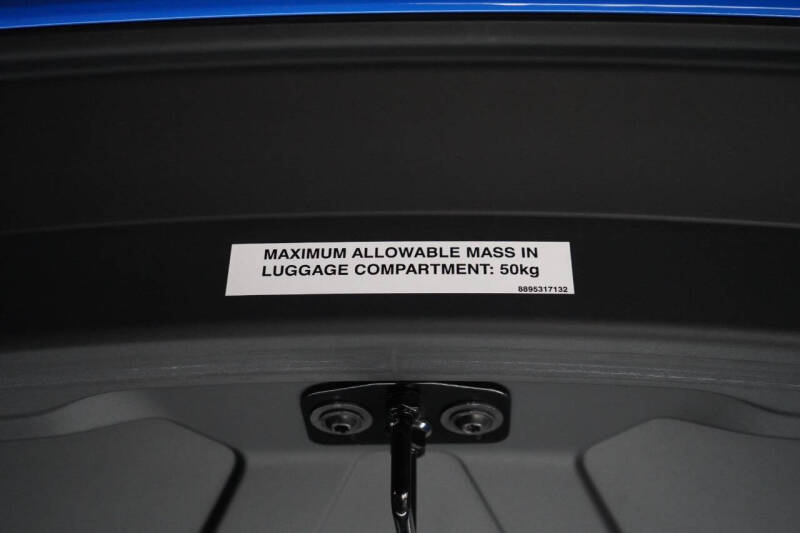 MAXIMUM ALLOWABLE MASS IN
LUGGAGE COMPARTMENT: 50kg
8895317132